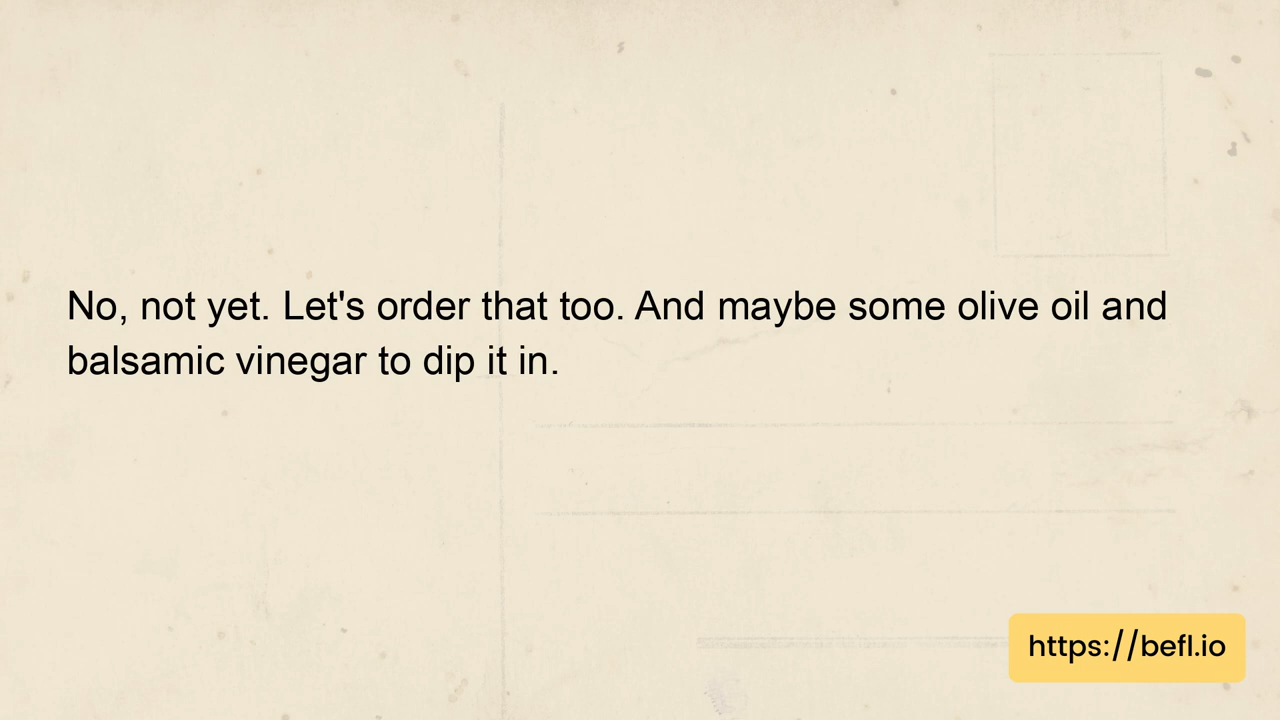 No, not yet. Let's order that too. And maybe some olive oil and
balsamic vinegar to dip it in.
https://befl.io